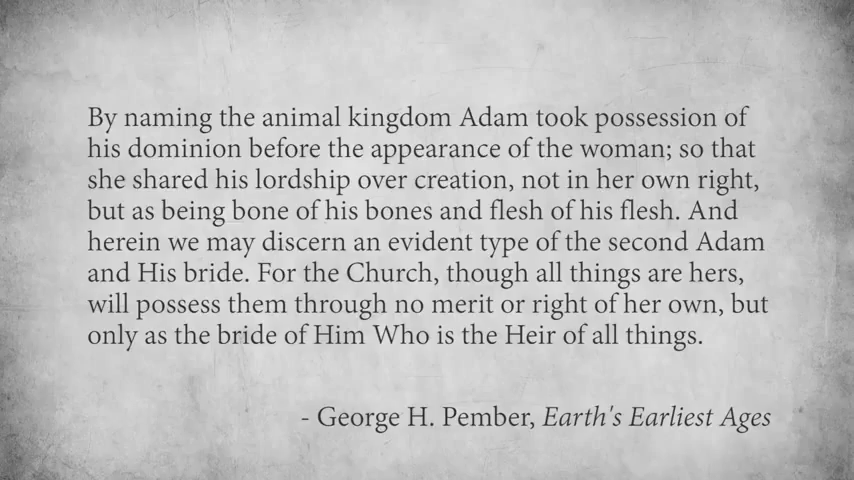 By naming the animal kingdom Adam took possession of
his dominion before the appearance of the woman; so that
she shared his lordship over creation, not in her own right,
but as being bone of his bones and flesh of his flesh. And
herein we may discern an evident type of the second Adam
and His bride. For the Church, though all things are hers,
will possess them through no merit or right of her own, but
only as the bride of Him Who is the Heir of all things.
- George H. Pember, Earth's Earliest Ages